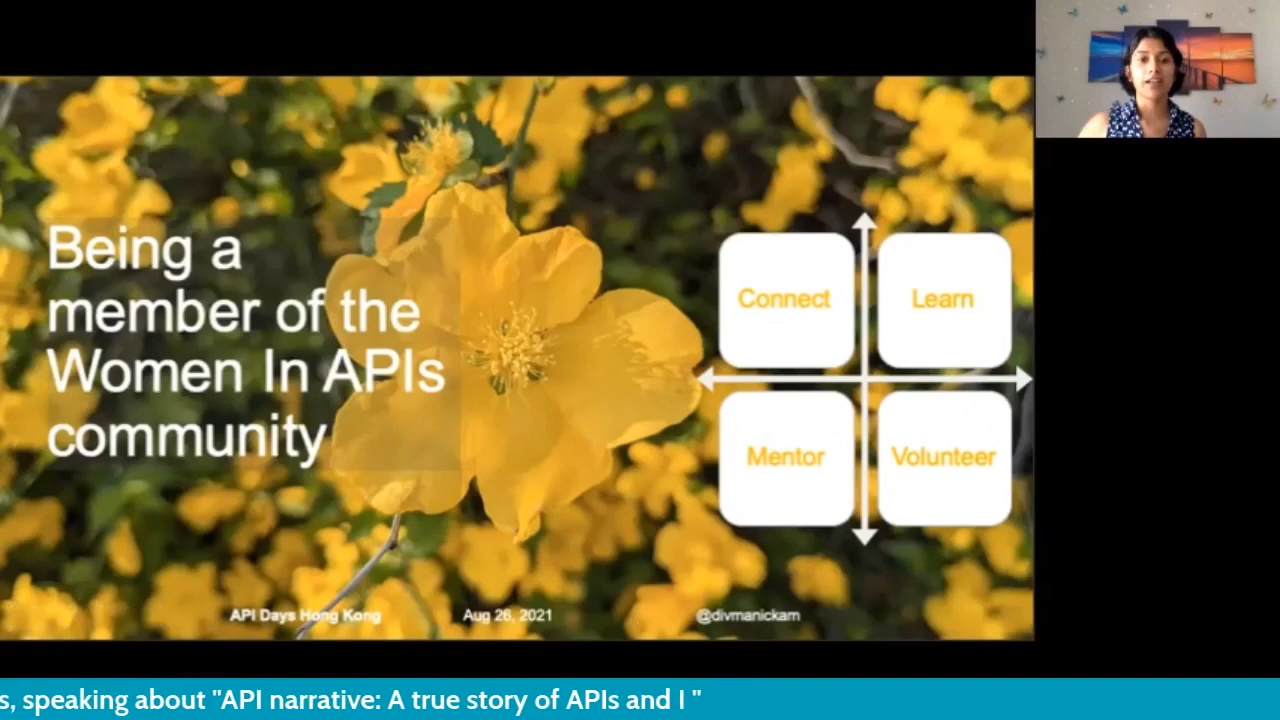 Being a
member of the
Women In APIs
community
Connect
Learn
Mentor
Volunteer
API Days Hong Kong
Aug 26, 2021
@divmanickam
s, speaking about "API narrative: A true story of APIs and I "